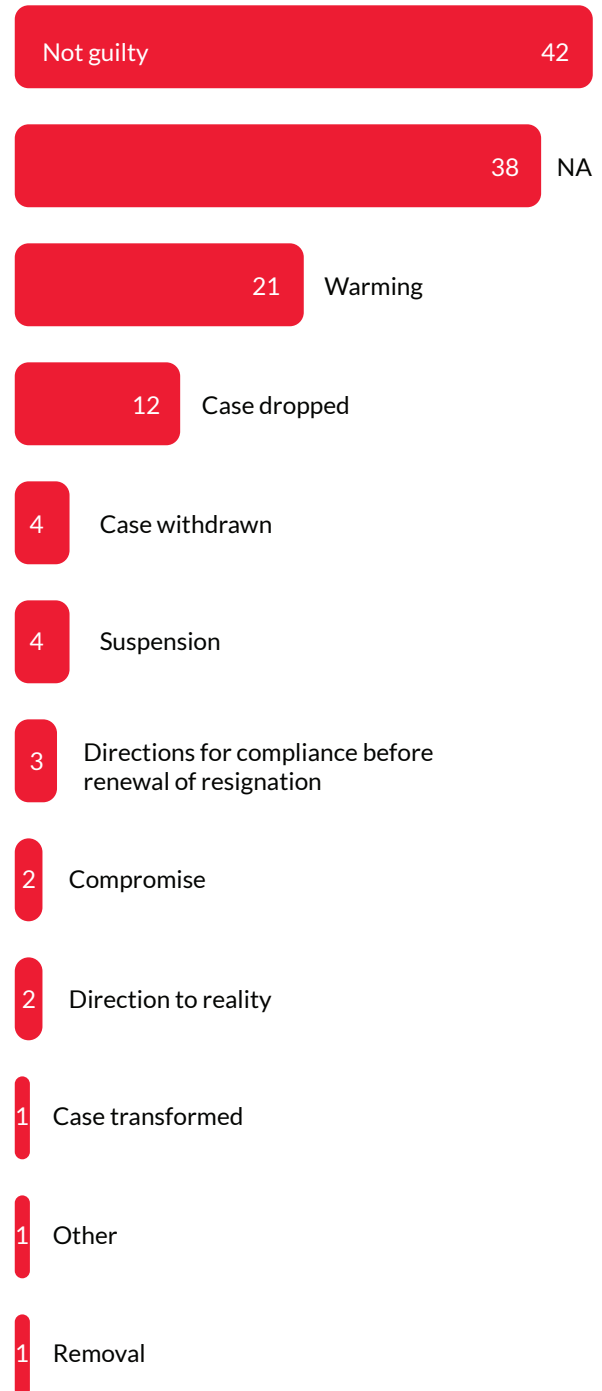 Not guilty 42
38 NA
21 Warming
12 Case dropped
4 Case withdrawn
4 Suspension
3 Directions for compliance before
renewal of resignation
2 Compromise
2 Direction to reality
1 Case transformed
1 Other
1 Removal